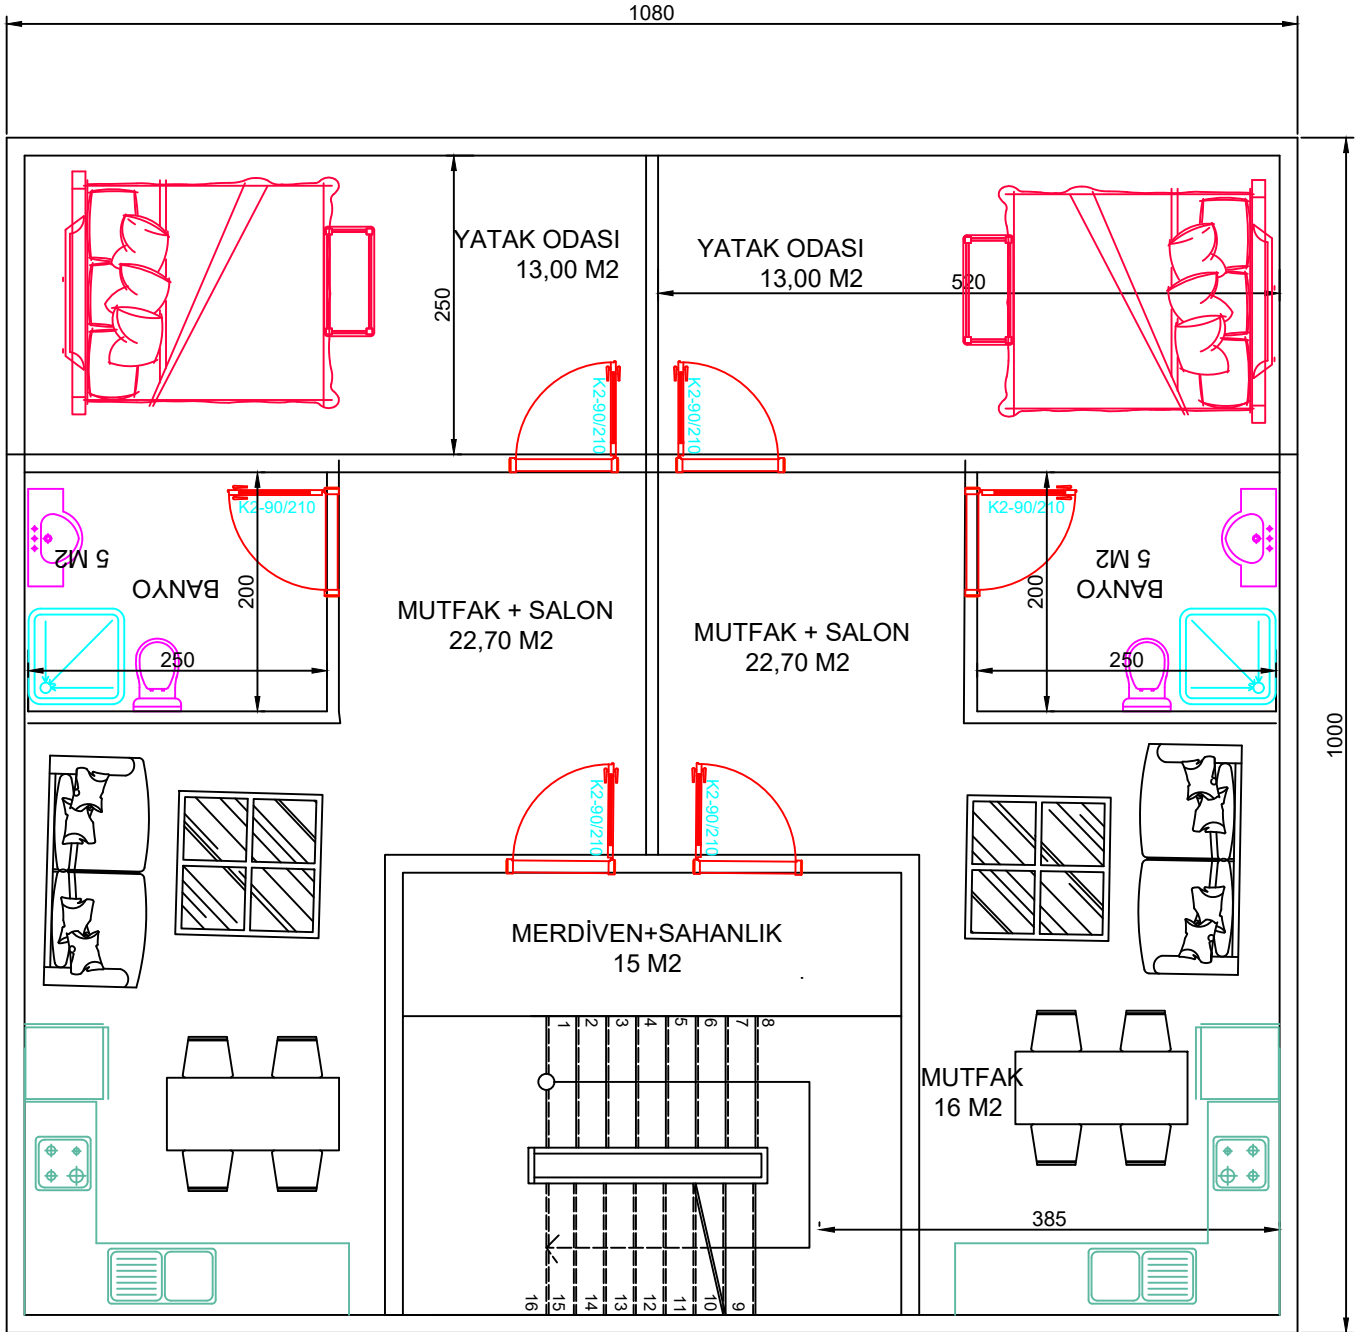 1080
YATAK ODASI
13,00 M2
YATAK ODASI
13,00 M2
520
250
K2-90/210
K2-90/210
K2-90/210
K2-90/210
5 M2
BANYO
200
250
5 M2
BANYO
200
250
MUTFAK + SALON
22,70 M2
MUTFAK + SALON
22,70 M2
1000
K2-90/210
K2-90/210
MERDİVEN+SAHANLIK
15 M2
1 2 3 4 5 6 7 8
MUTFAK
16 M2
385
16 15 14 13 12 11 10 9